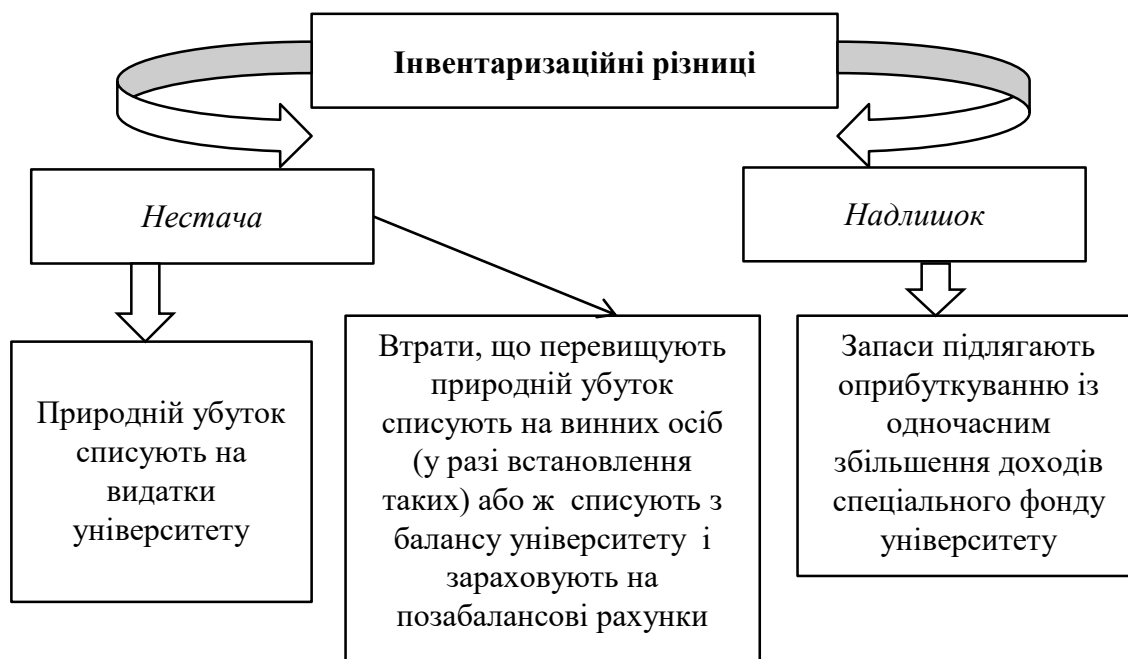 Інвентаризаційні різниці
Нестача
Надлишок
Природній убуток
списують на
видатки
університету
Втрати, що перевищують
природній убуток
списують на винних осіб
(у разі встановлення
таких) або ж списують з
балансу університету і
зараховують на
позабалансові рахунки
Запаси підлягають
оприбуткуванню із
одночасним
збільшення доходів
спеціального фонду
університету